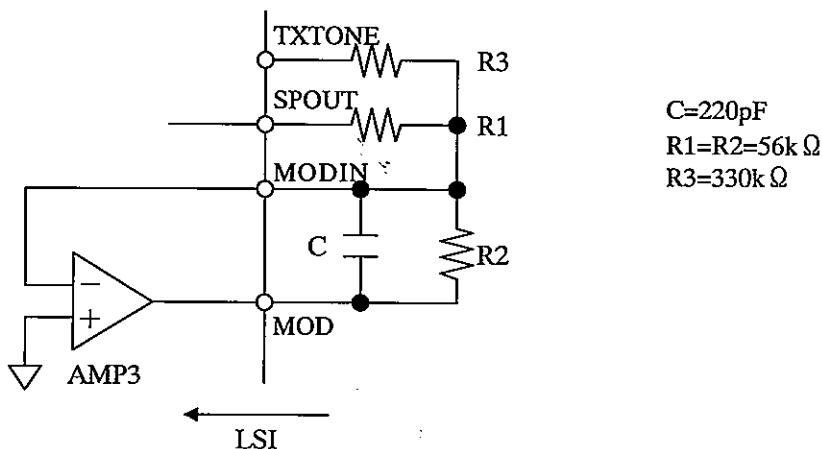 TXTONE
R3
SPOUT
R1
C=220pF
R1=R2=56kΩ
R3=330kΩ
MODIN
C
R2
−
+
MOD
AMP3
LSI